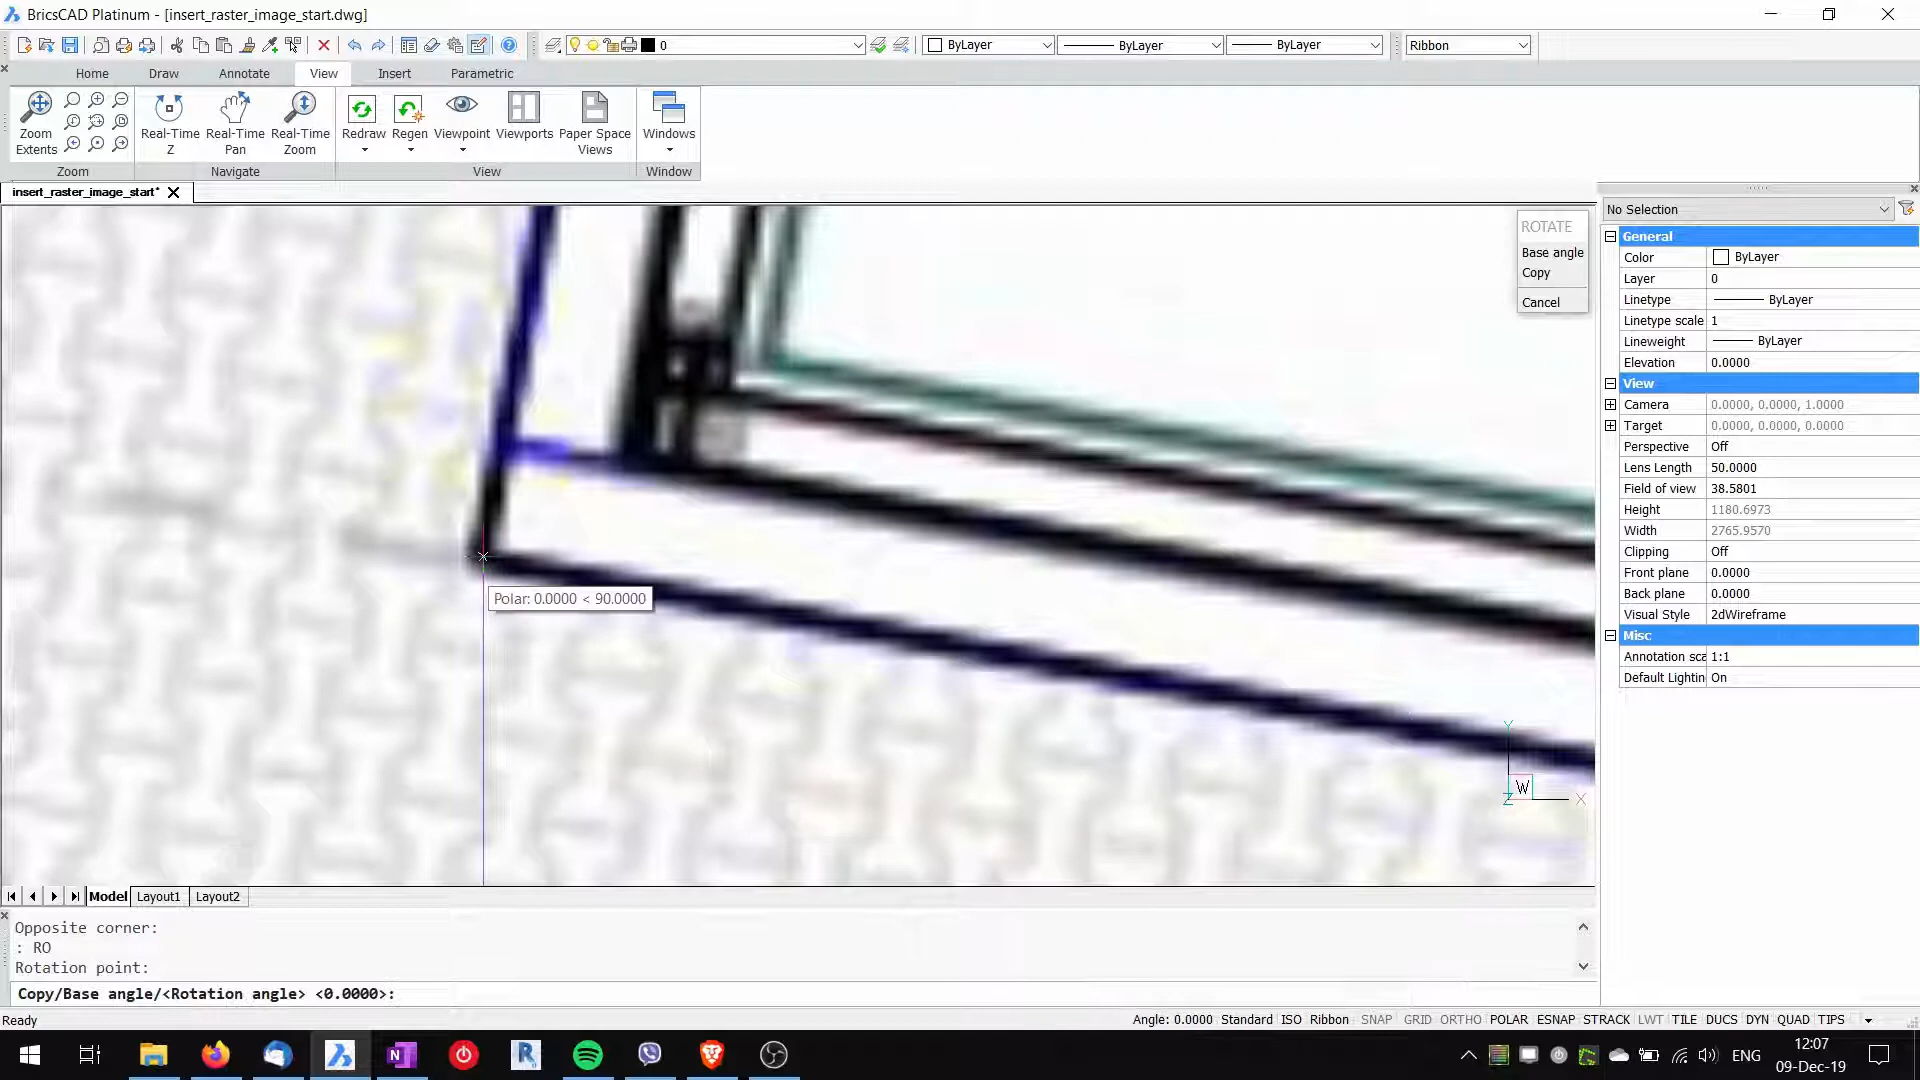 BricsCAD Platinum - [insert_raster_image_start.dwg]
0
ByLayer
ByLayer
ByLayer
Ribbon
Home
Draw
Annotate
View
Insert
Parametric
Zoom
Extents
Real-Time
Z
Real-Time
Pan
Real-Time
Zoom
Redraw
Regen
Viewpoint
Viewports
Paper Space
Views
Windows
Zoom
Navigate
View
Window
insert_raster_image_start*
ROTATE
Base angle
Copy
Cancel
Polar: 0.0000 < 90.0000
Y
W
Z
X
No Selection
General
Color ByLayer
Layer 0
Linetype ByLayer
Linetype scale 1
Lineweight ByLayer
Elevation 0.0000
View
Camera 0.0000, 0.0000, 1.0000
Target 0.0000, 0.0000, 0.0000
Perspective Off
Lens Length 50.0000
Field of view 38.5801
Height 1180.6973
Width 2765.9570
Clipping Off
Front plane 0.0000
Back plane 0.0000
Visual Style 2dWireframe
Misc
Annotation sca 1:1
Default Lightin On
Model
Layout1
Layout2
Opposite corner:
: RO
Rotation point:
Copy/Base angle/<Rotation angle> <0.0000>:
Ready
Angle: 0.0000 Standard ISO Ribbon SNAP GRID ORTHO POLAR ESNAP STRACK LWT TILE DUCS DYN QUAD TIPS
ENG
12:07
09-Dec-19